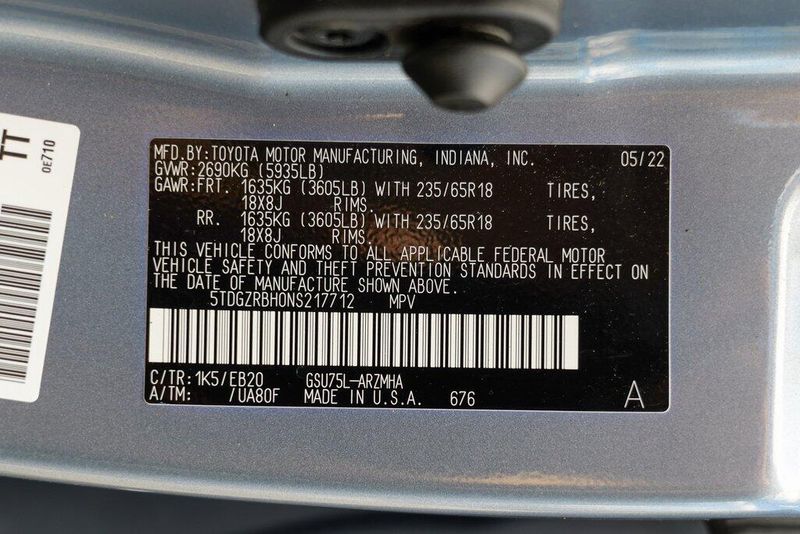 TT
0E710
MFD.BY:TOYOTA MOTOR MANUFACTURING, INDIANA, INC. 05/22
GVWR:2690KG (5935LB)
GAWR:FRT. 1635KG (3605LB) WITH 235/65R18 TIRES,
18X8J RIMS,
RR. 1635KG (3605LB) WITH 235/65R18 TIRES,
18X8J RIMS.
THIS VEHICLE CONFORMS TO ALL APPLICABLE FEDERAL MOTOR
VEHICLE SAFETY AND THEFT PREVENTION STANDARDS IN EFFECT ON
THE DATE OF MANUFACTURE SHOWN ABOVE.
5TDGZRBH0NS217712 MPV
C/TR:1K5/EB20 GSU75L-ARZMHA
A/TM: /UA80F MADE IN U.S.A. 676 A